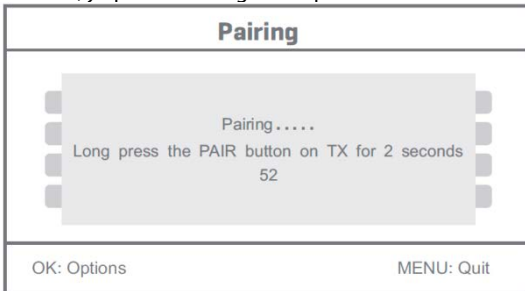 Pairing
Pairing.....
Long press the PAIR button on TX for 2 seconds
52
OK: Options
MENU: Quit